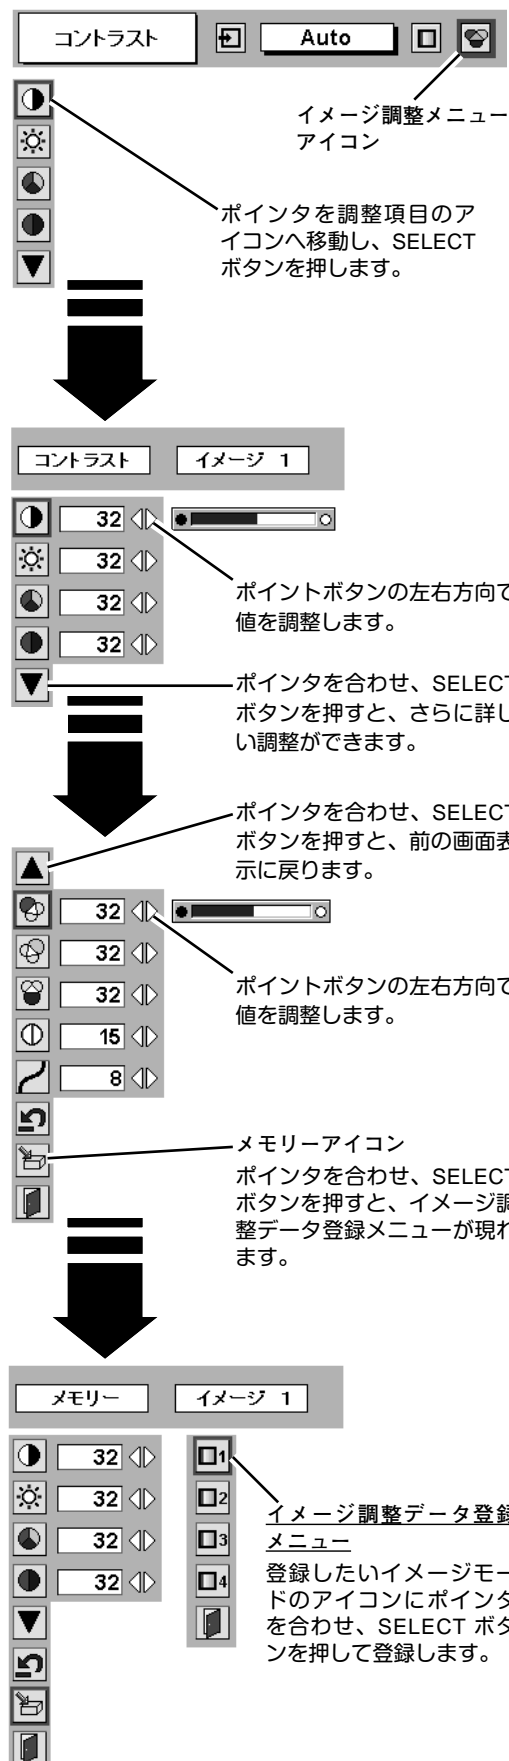 コントラスト
Auto
イメージ調整メニュー
アイコン
ポインタを調整項目のア
イコンへ移動し、SELECT
ボタンを押します。
コントラスト
イメージ 1
32
32
32
32
ポイントボタンの左右方向で
値を調整します。
ポインタを合わせ、SELECT
ボタンを押すと、さらに詳し
い調整ができます。
ポインタを合わせ、SELECT
ボタンを押すと、前の画面表
示に戻ります。
32
32
32
15
8
ポイントボタンの左右方向で
値を調整します。
メモリーアイコン
ポインタを合わせ、SELECT
ボタンを押すと、イメージ調
整データ登録メニューが現れ
ます。
メモリー
イメージ 1
32
32
32
32
1
2
3
4
イメージ調整データ登録
メニュー
登録したいイメージモー
ドのアイコンにポインタ
を合わせ、SELECT ボタ
ンを押して登録します。